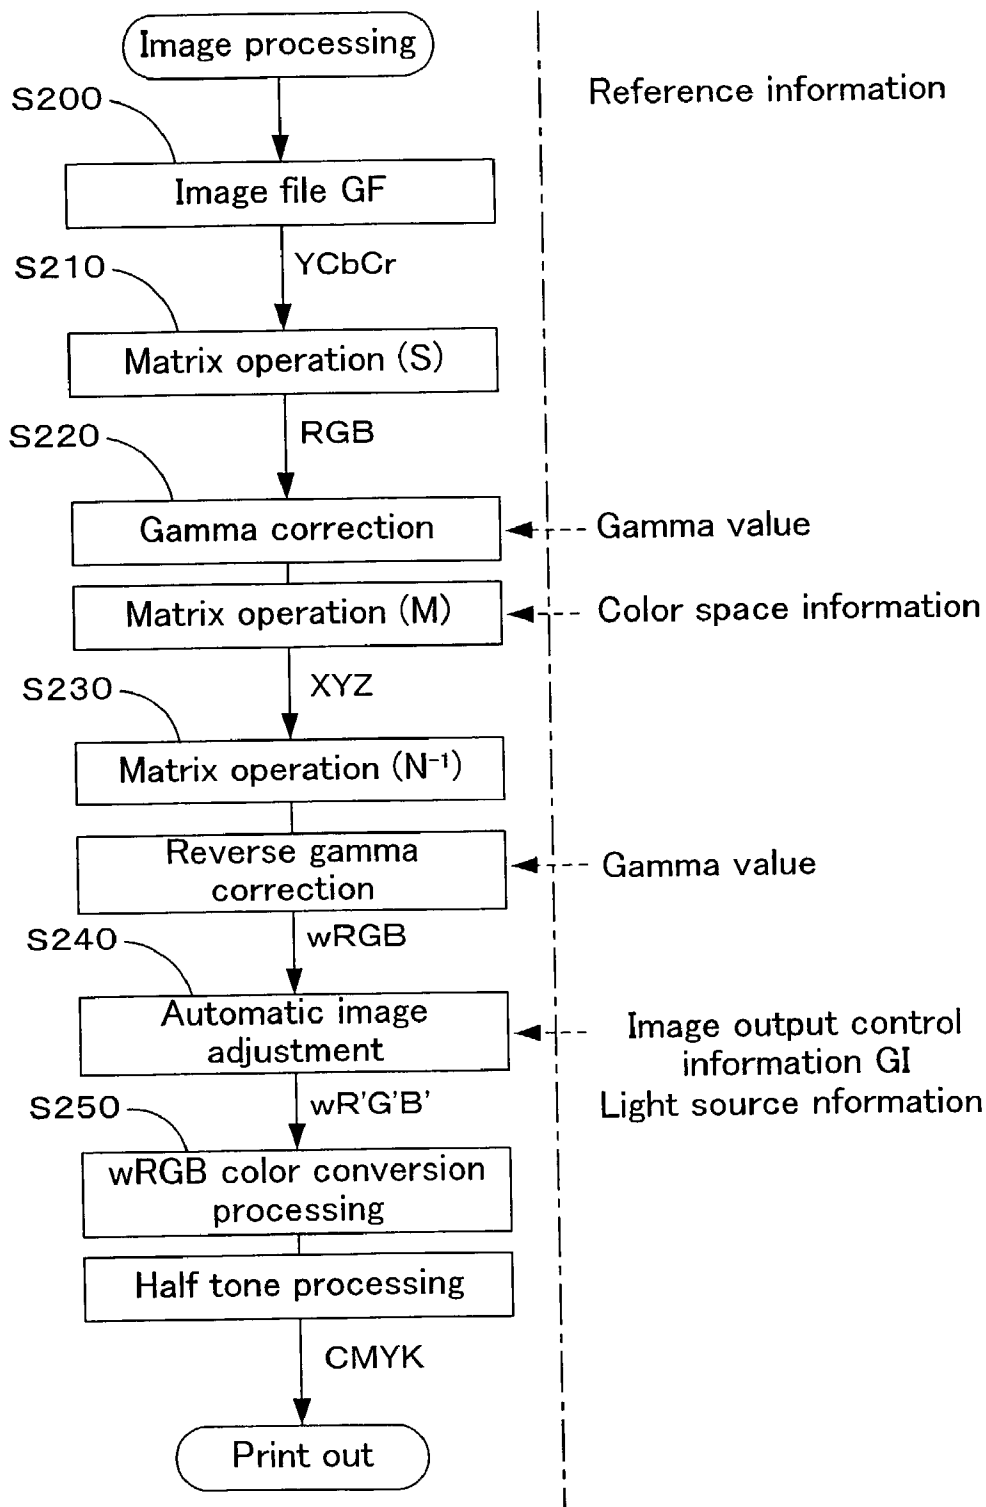 Image processing
Reference information
S200
Image file GF
YCbCr
S210
Matrix operation (S)
RGB
S220
Gamma correction
Gamma value
Matrix operation (M)
Color space information
XYZ
S230
Matrix operation (N⁻¹)
Reverse gamma
correction
Gamma value
wRGB
S240
Automatic image
adjustment
Image output control
information GI
Light source nformation
wR'G'B'
S250
wRGB color conversion
processing
Half tone processing
CMYK
Print out